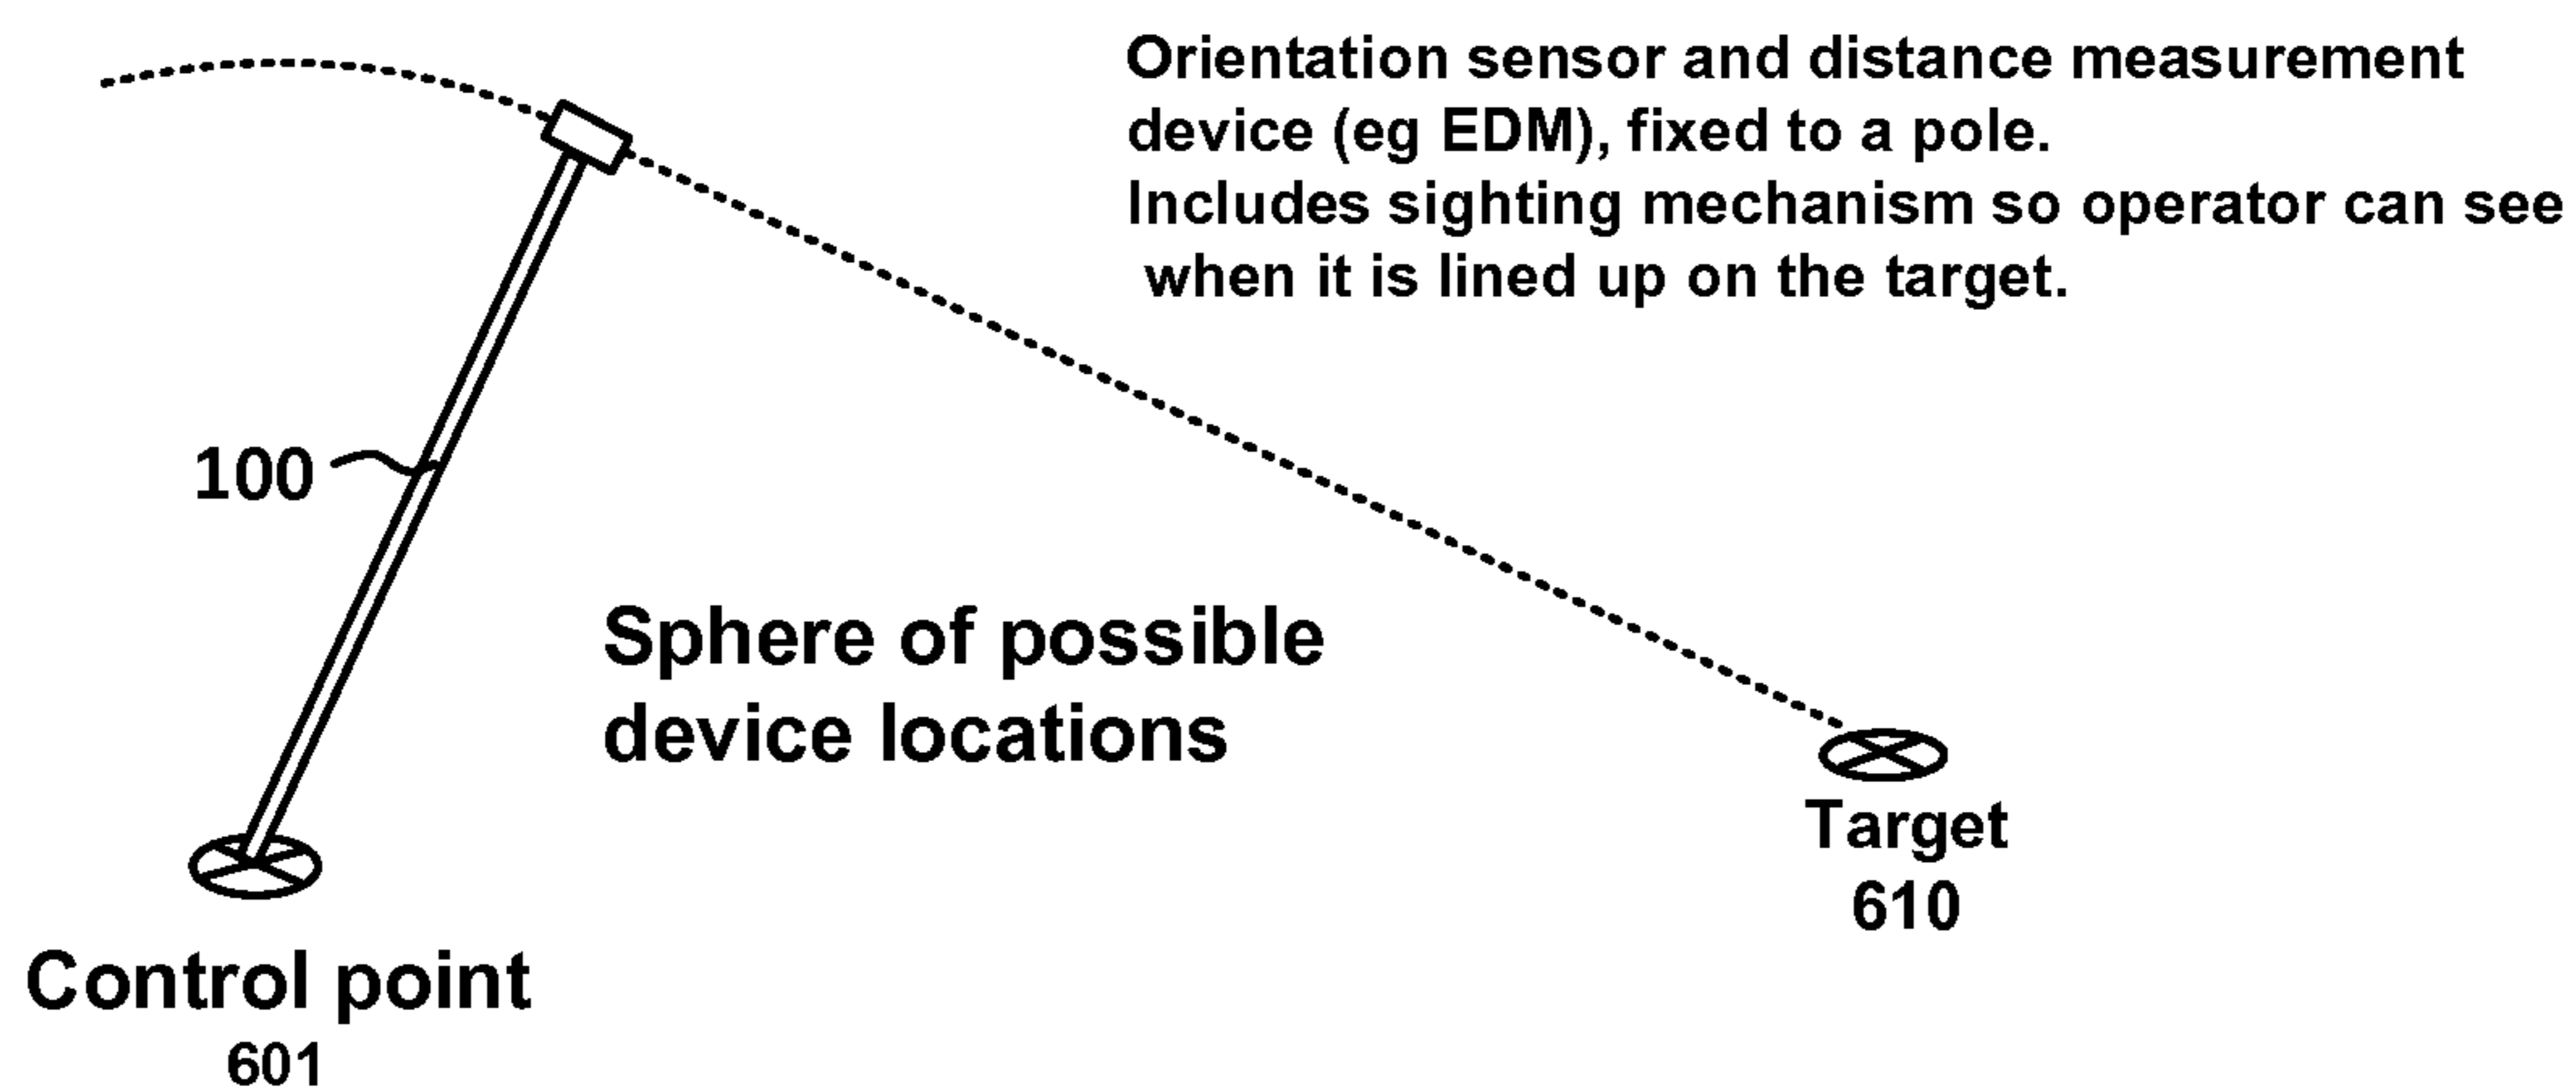 Orientation sensor and distance measurement
device (eg EDM), fixed to a pole.
Includes sighting mechanism so operator can see
when it is lined up on the target.
100
Sphere of possible
device locations
Target
610
Control point
601